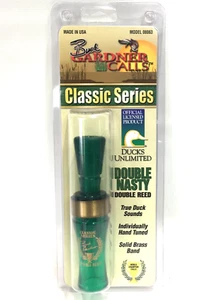 MADE IN USA
MODEL 06963
Buck
GARDNER
CALLS
Classic Series
OFFICIAL
LICENSED
PRODUCT
DUCKS
UNLIMITED
DOUBLE
NASTY
DOUBLE REED
True Duck
Sounds
Individually
Hand Tuned
Solid Brass
Band